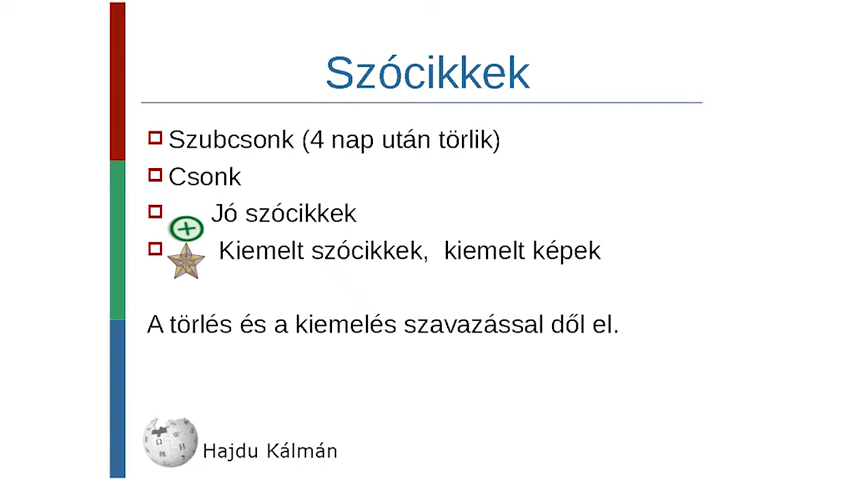 Szócikkek
Szubcsonk (4 nap után törlik)
Csonk
Jó szócikkek
Kiemelt szócikkek, kiemelt képek
A törlés és a kiemelés szavazással dől el.
Hajdu Kálmán